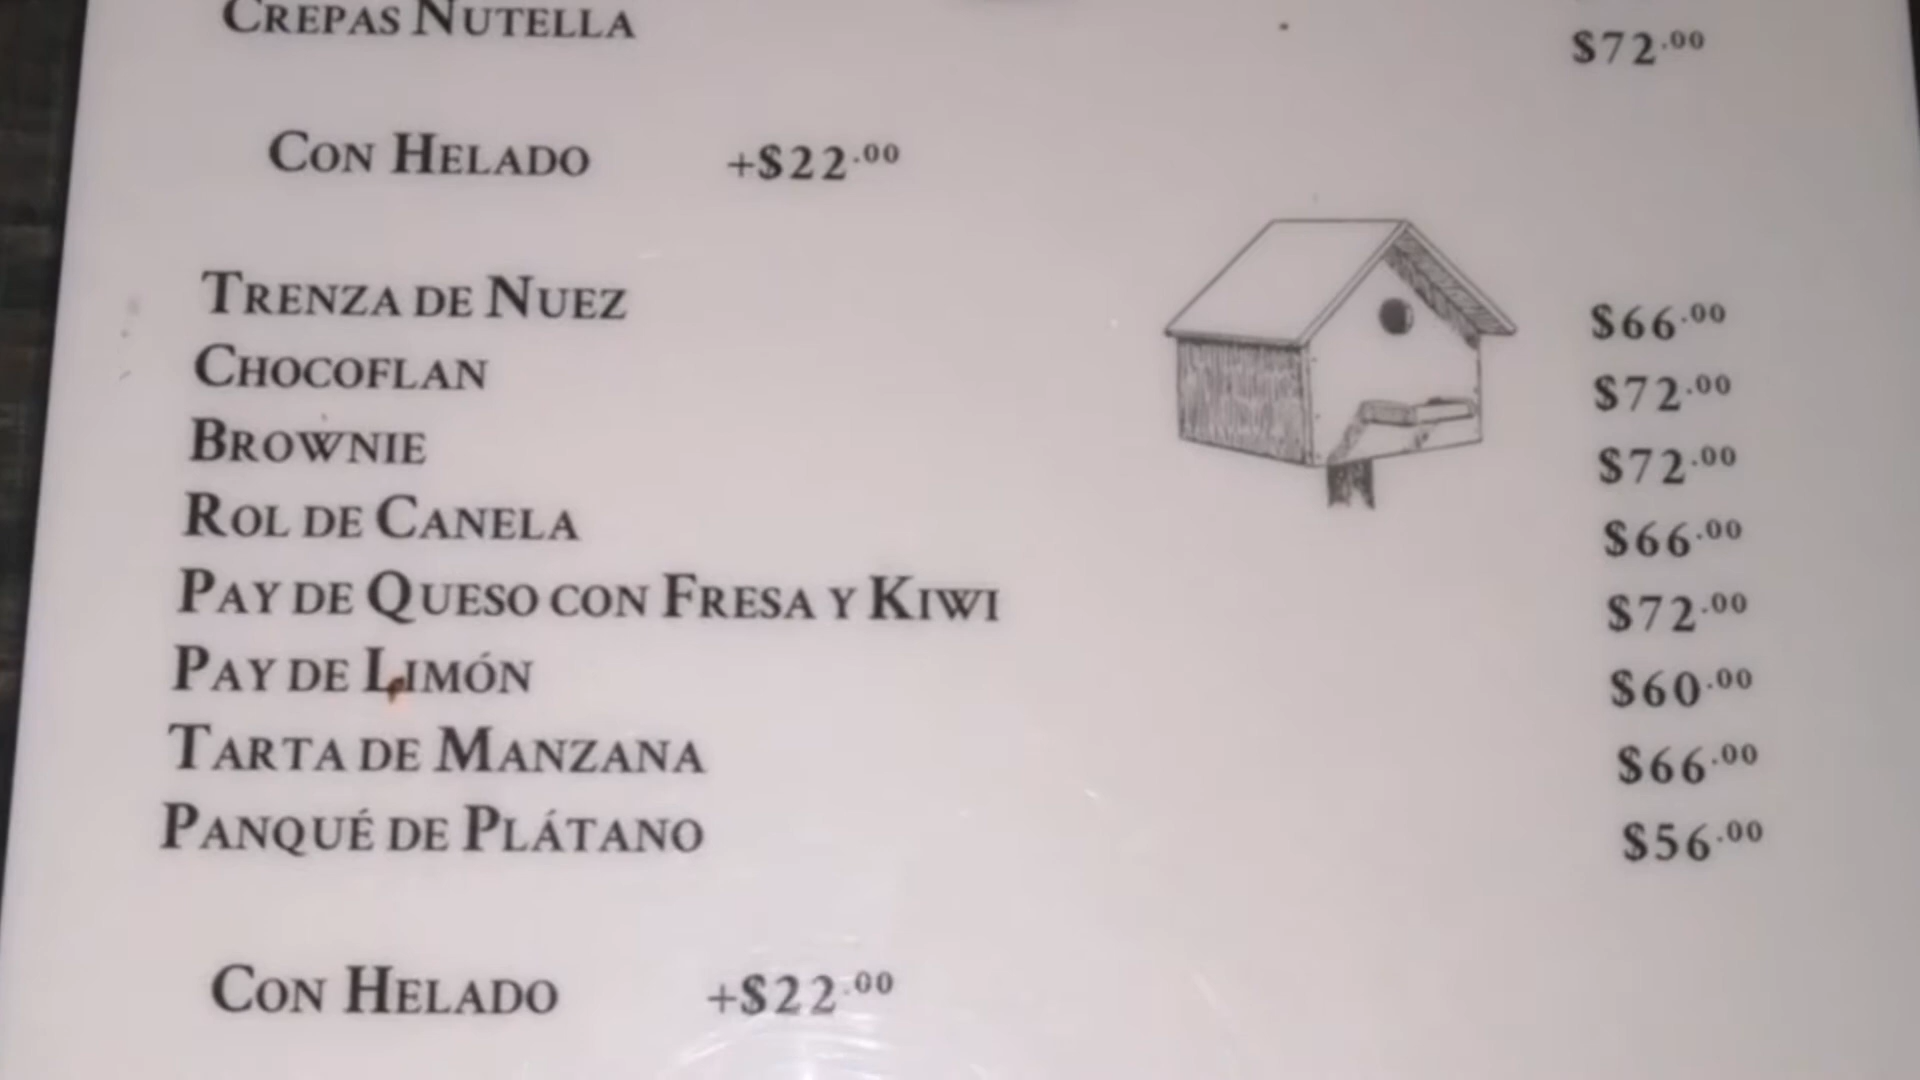 CREPAS NUTELLA $72.00
CON HELADO +$22.00
TRENZA DE NUEZ $66.00
CHOCOFLAN $72.00
BROWNIE $72.00
ROL DE CANELA $66.00
PAY DE QUESO CON FRESA Y KIWI $72.00
PAY DE LIMÓN $60.00
TARTA DE MANZANA $66.00
PANQUÉ DE PLÁTANO $56.00
CON HELADO +$22.00